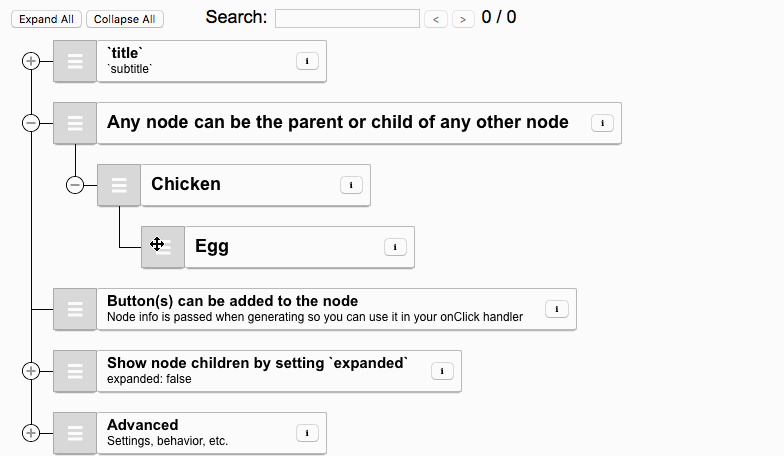 Expand All Collapse All Search: < > 0 / 0
`title`
`subtitle`
i
Any node can be the parent or child of any other node i
Chicken i
Egg i
Button(s) can be added to the node
Node info is passed when generating so you can use it in your onClick handler
i
Show node children by setting `expanded`
expanded: false
i
Advanced
Settings, behavior, etc.
i